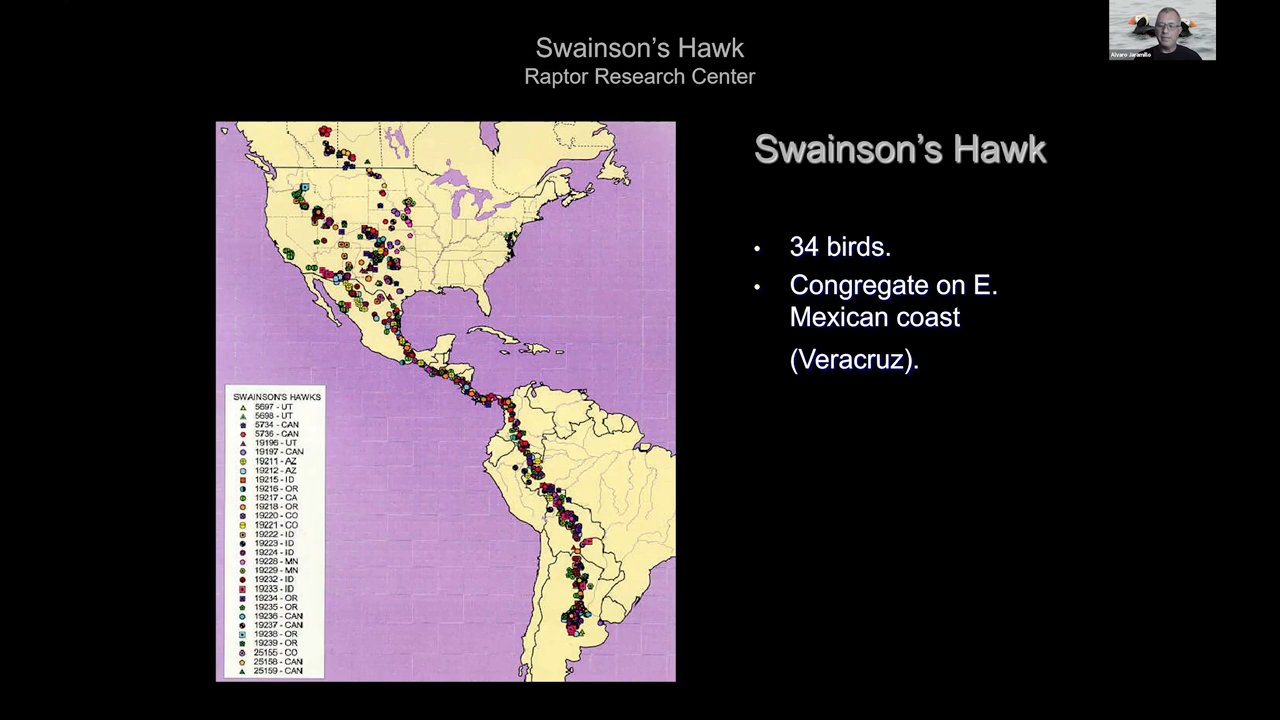 Swainson's Hawk
Raptor Research Center
Alvaro Jaramillo
Swainson's Hawk
• 34 birds.
• Congregate on E.
Mexican coast
(Veracruz).
SWAINSON'S HAWKS
5697 - UT
5698 - UT
5734 - CAN
5736 - CAN
19196 - UT
19197 - CAN
19211 - AZ
19212 - AZ
19215 - ID
19216 - OR
19217 - CA
19218 - OR
19220 - CO
19221 - CO
19222 - ID
19223 - ID
19224 - ID
19228 - MN
19229 - MN
19232 - ID
19233 - ID
19234 - OR
19235 - OR
19236 - CAN
19237 - CAN
19238 - OR
19239 - OR
25155 - CO
25158 - CAN
25159 - CAN